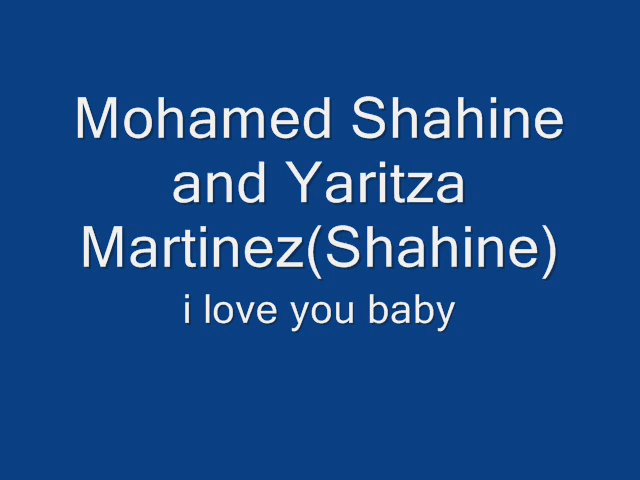 Mohamed Shahine
and Yaritza
Martinez(Shahine)
i love you baby